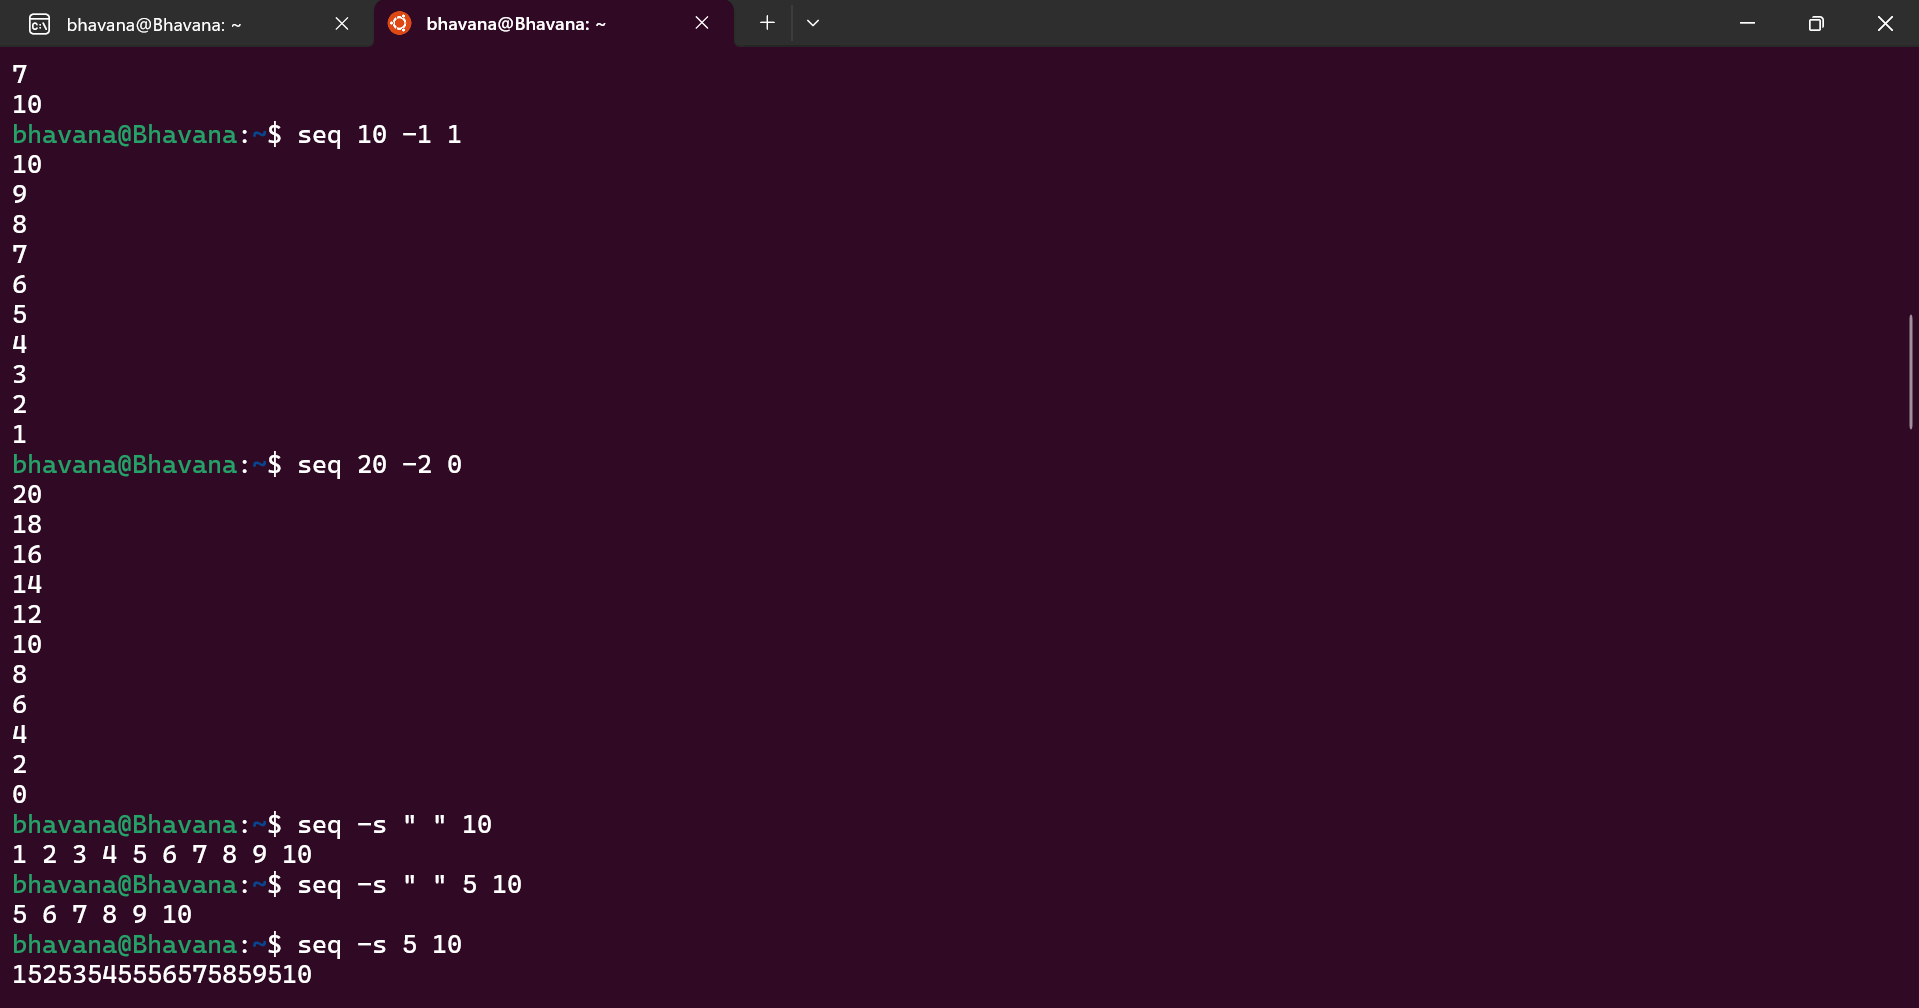 bhavana@Bhavana: ~
bhavana@Bhavana: ~
7
10
bhavana@Bhavana:~$ seq 10 -1 1
10
9
8
7
6
5
4
3
2
1
bhavana@Bhavana:~$ seq 20 -2 0
20
18
16
14
12
10
8
6
4
2
0
bhavana@Bhavana:~$ seq -s " " 10
1 2 3 4 5 6 7 8 9 10
bhavana@Bhavana:~$ seq -s " " 5 10
5 6 7 8 9 10
bhavana@Bhavana:~$ seq -s 5 10
15253545556575859510